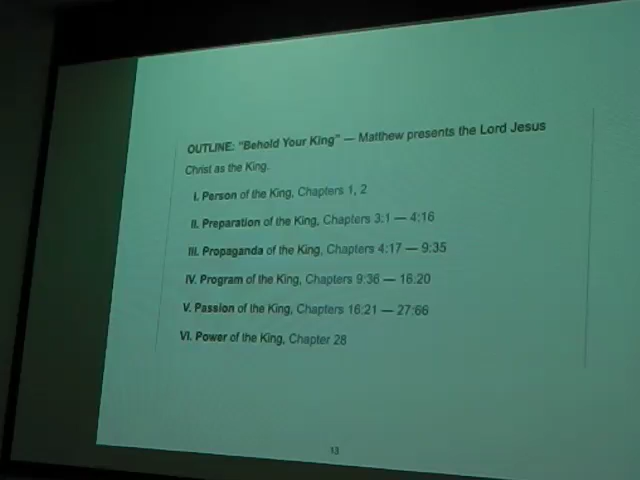 OUTLINE: "Behold Your King" — Matthew presents the Lord Jesus
Christ as the King.
I. Person of the King, Chapters 1, 2
II. Preparation of the King, Chapters 3:1 — 4:16
III. Propaganda of the King, Chapters 4:17 — 9:35
IV. Program of the King, Chapters 9:36 — 16:20
V. Passion of the King, Chapters 16:21 — 27:66
VI. Power of the King, Chapter 28
13